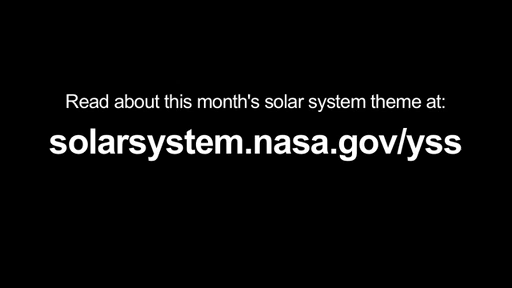 Read about this month's solar system theme at:
solarsystem.nasa.gov/yss